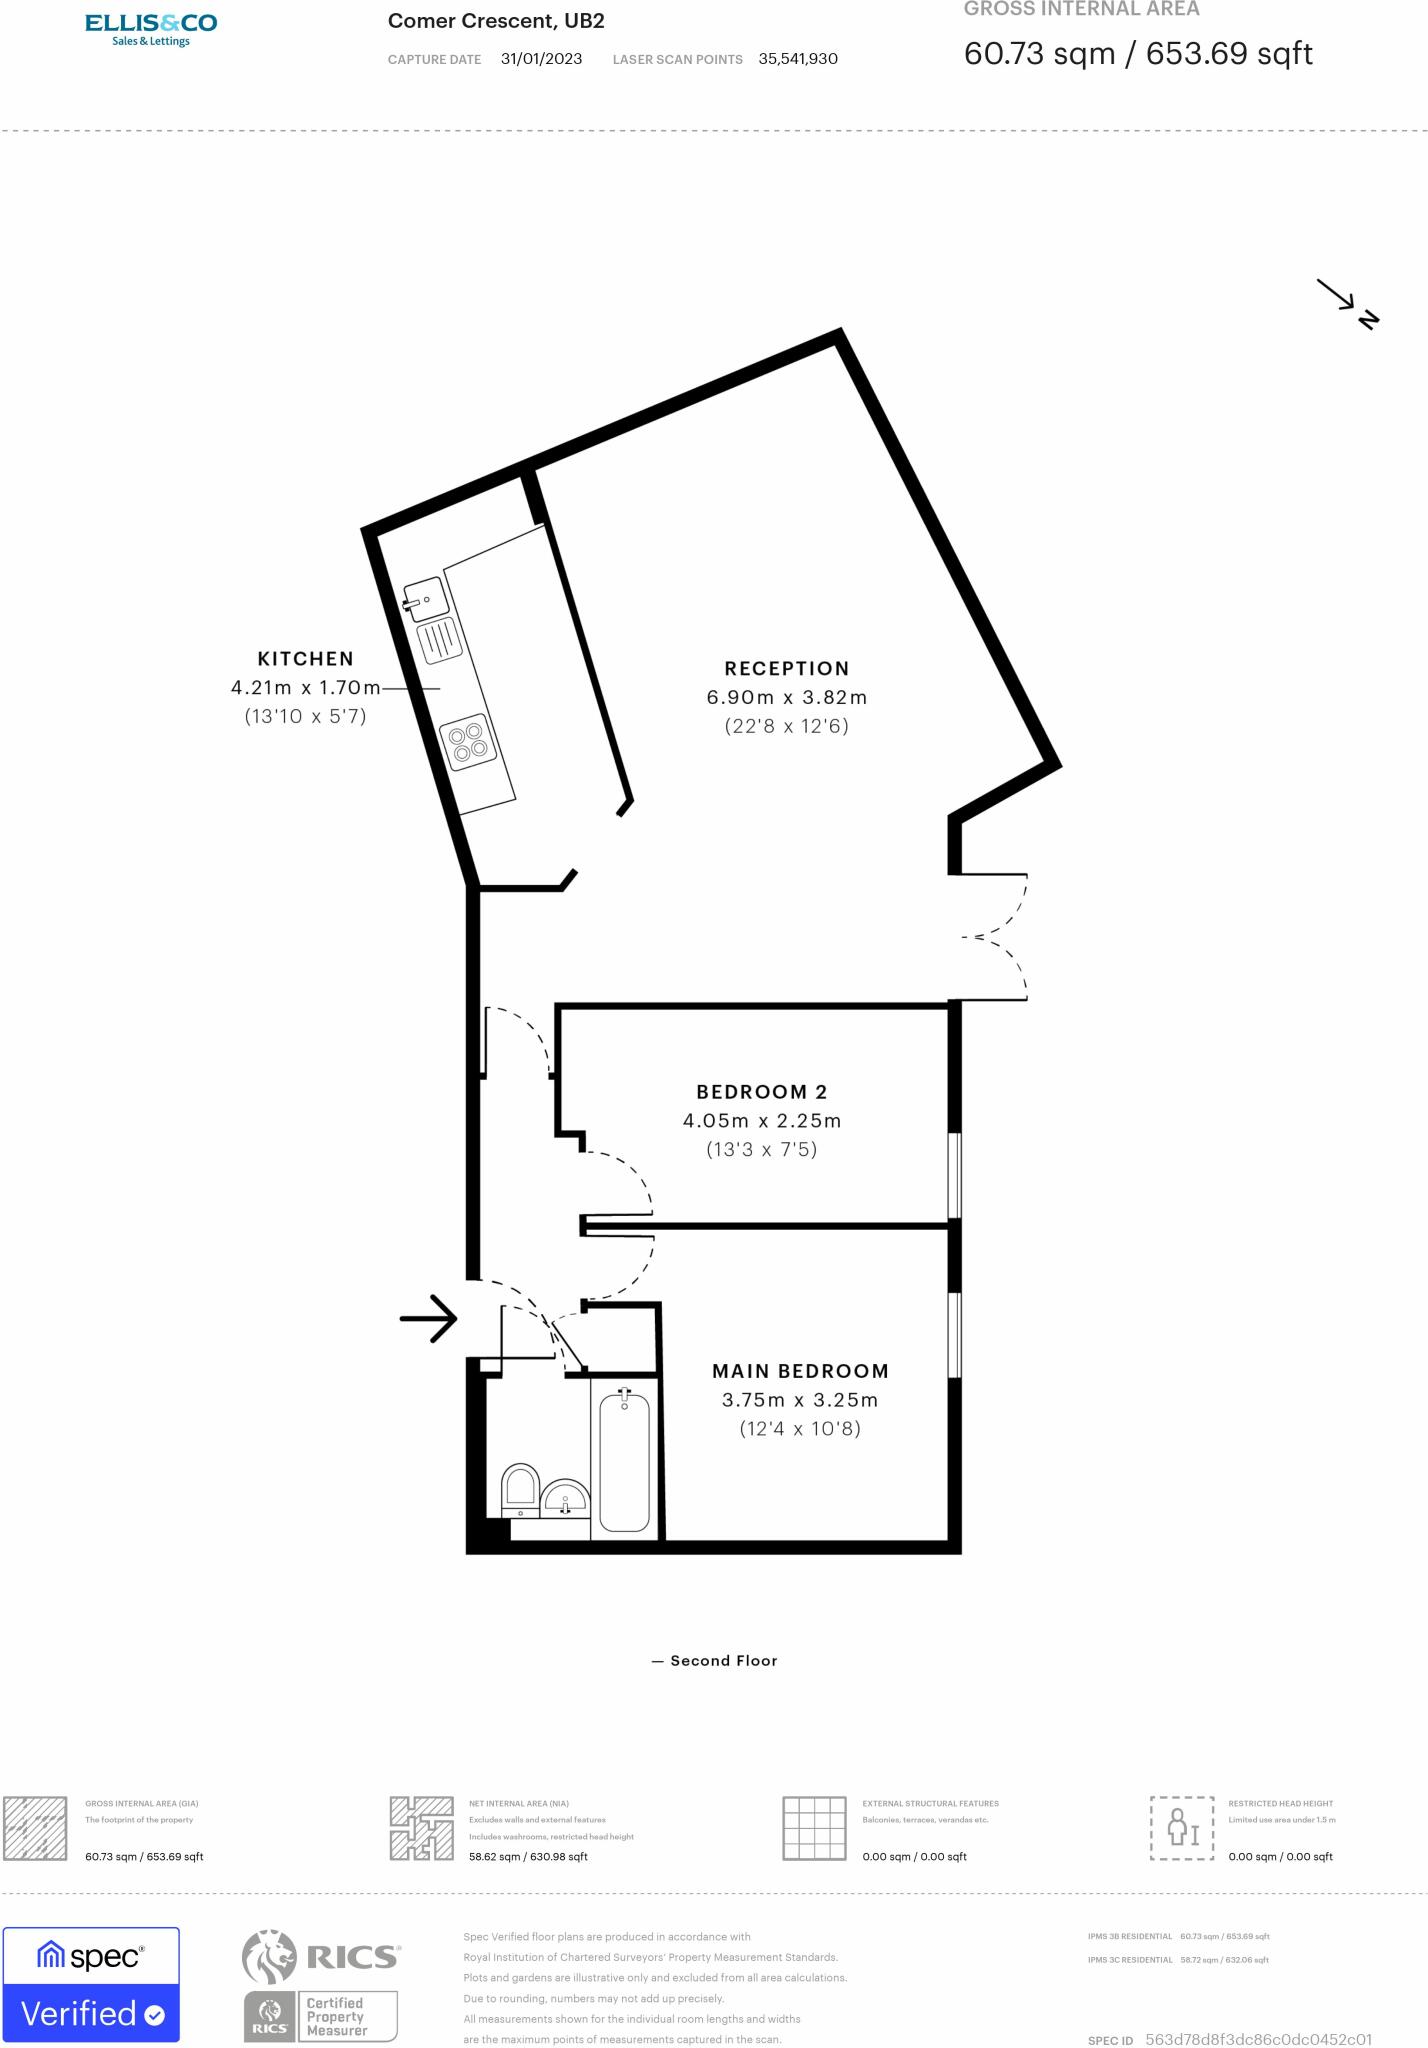 ELLIS&CO
Sales & Lettings
Comer Crescent, UB2
CAPTURE DATE 31/01/2023 LASER SCAN POINTS 35,541,930
GROSS INTERNAL AREA
60.73 sqm / 653.69 sqft
N
KITCHEN
4.21m x 1.70m
(13'10 x 5'7)
RECEPTION
6.90m x 3.82m
(22'8 x 12'6)
BEDROOM 2
4.05m x 2.25m
(13'3 x 7'5)
MAIN BEDROOM
3.75m x 3.25m
(12'4 x 10'8)
— Second Floor
GROSS INTERNAL AREA (GIA)
The footprint of the property
60.73 sqm / 653.69 sqft
NET INTERNAL AREA (NIA)
Excludes walls and external features
Includes washrooms, restricted head height
58.62 sqm / 630.98 sqft
EXTERNAL STRUCTURAL FEATURES
Balconies, terraces, verandas etc.
0.00 sqm / 0.00 sqft
RESTRICTED HEAD HEIGHT
Limited use area under 1.5 m
0.00 sqm / 0.00 sqft
spec®
Verified
RICS®
RICS
Certified
Property
Measurer
Spec Verified floor plans are produced in accordance with
Royal Institution of Chartered Surveyors' Property Measurement Standards.
Plots and gardens are illustrative only and excluded from all area calculations.
Due to rounding, numbers may not add up precisely.
All measurements shown for the individual room lengths and widths
are the maximum points of measurements captured in the scan.
IPMS 3B RESIDENTIAL 60.73 sqm / 653.69 sqft
IPMS 3C RESIDENTIAL 58.72 sqm / 632.06 sqft
SPEC ID 563d78d8f3dc86c0dc0452c01